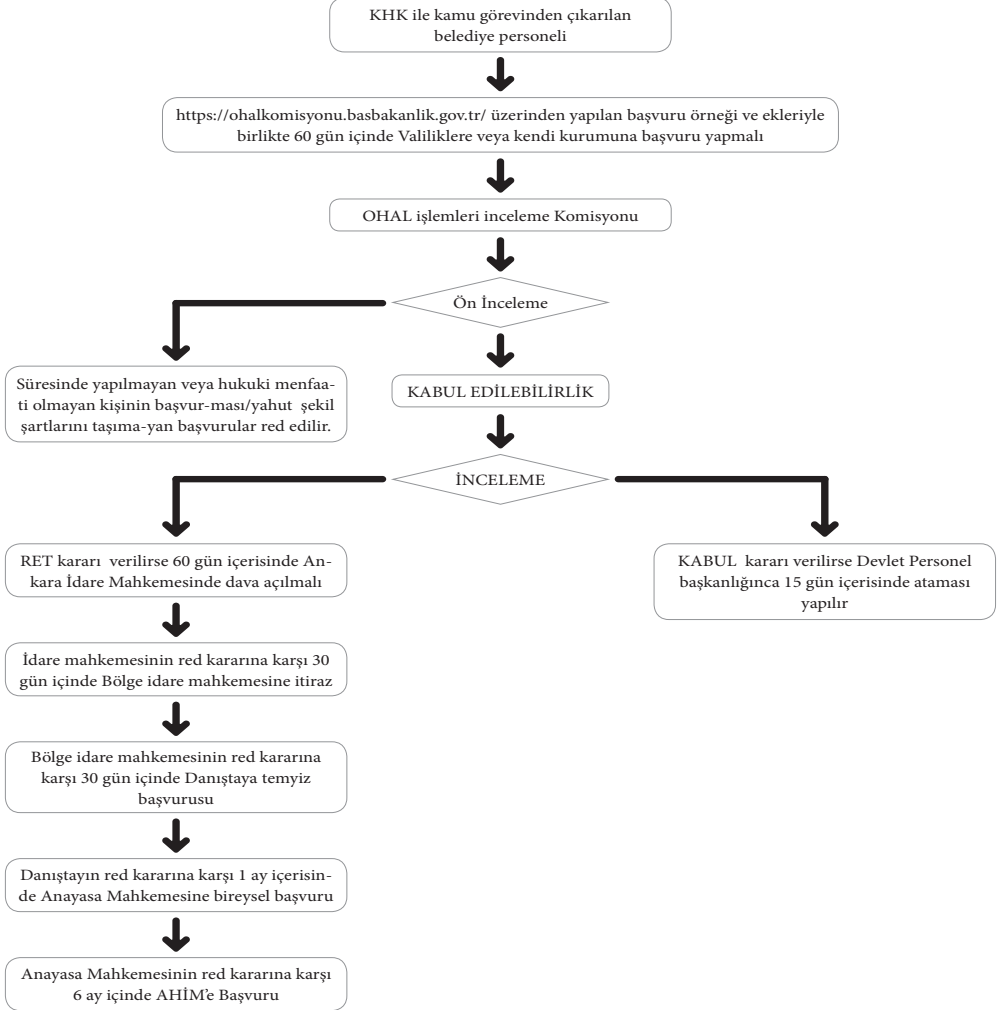 KHK ile kamu görevinden çıkarılan
belediye personeli
https://ohalkomisyonu.basbakanlik.gov.tr/ üzerinden yapılan başvuru örneği ve ekleriyle
birlikte 60 gün içinde Valiliklere veya kendi kurumuna başvuru yapmalı
OHAL işlemleri inceleme Komisyonu
Ön İnceleme
Süresinde yapılmayan veya hukuki menfaa-
ti olmayan kişinin başvur-ması/yahut şekil
şartlarını taşıma-yan başvurular red edilir.
KABUL EDİLEBİLİRLİK
İNCELEME
RET kararı verilirse 60 gün içerisinde An-
kara İdare Mahkemesinde dava açılmalı
KABUL kararı verilirse Devlet Personel
başkanlığınca 15 gün içerisinde ataması
yapılır
İdare mahkemesinin red kararına karşı 30
gün içinde Bölge idare mahkemesine itiraz
Bölge idare mahkemesinin red kararına
karşı 30 gün içinde Danıştaya temyiz
başvurusu
Danıştayın red kararına karşı 1 ay içerisin-
de Anayasa Mahkemesine bireysel başvuru
Anayasa Mahkemesinin red kararına karşı
6 ay içinde AHİM'e Başvuru